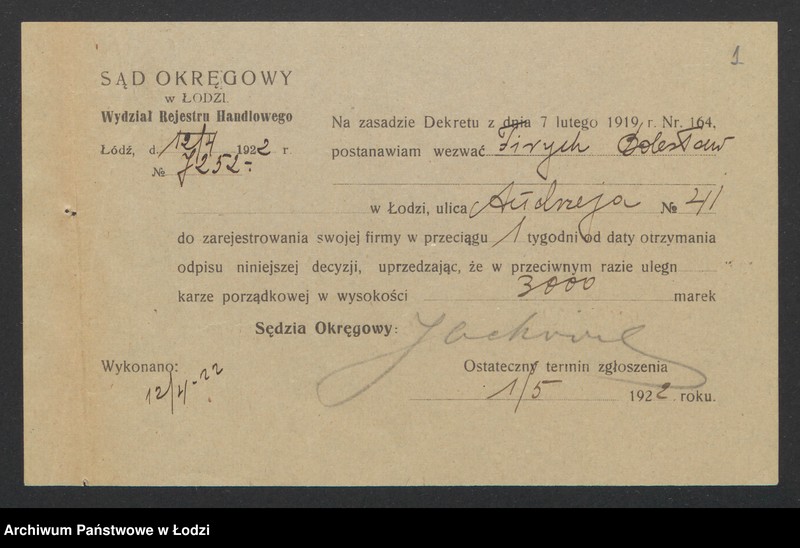 1
SĄD OKRĘGOWY
w ŁODZI.
Wydział Rejestru Handlowego
Łódź, d. 12/4 1922 r
№ 7252.-
Na zasadzie Dekretu z dnia 7 lutego 1919 r. Nr. 164,
postanawiam wezwać Bolesław
w Łodzi, ulica Andrzeja № 41
do zarejestrowania swojej firmy w przeciągu 1 tygodni od daty otrzymania
odpisu niniejszej decyzji, uprzedzając, że w przeciwnym razie ulegn
karze porządkowej w wysokości 3000 marek
Sędzia Okręgowy:
Wykonano:
12/4-22
Ostateczny termin zgłoszenia
1/5 1922 roku.
Archiwum Państwowe w Łodzi